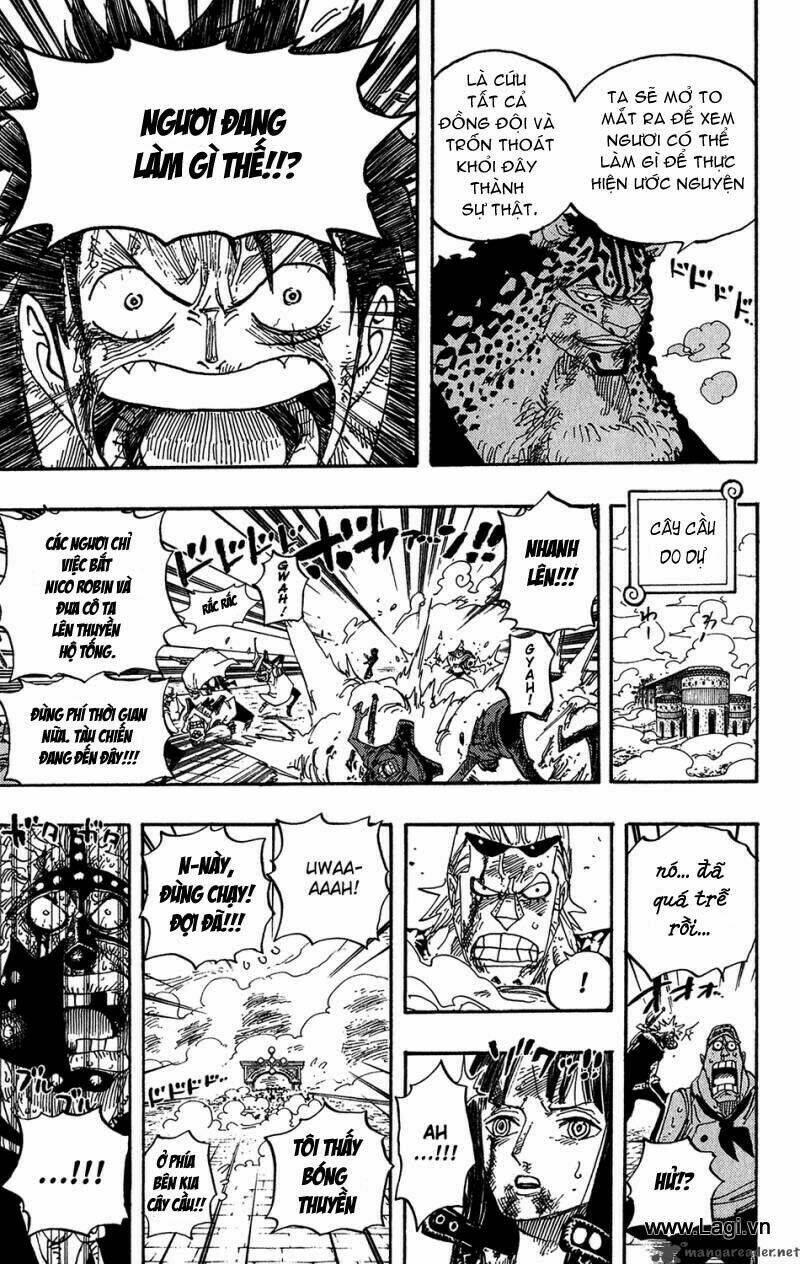 TA SẼ MỞ TO
MẮT RA ĐỂ XEM
NGƯƠI CÓ THỂ
LÀM GÌ ĐỂ THỰC
HIỆN ƯỚC NGUYỆN
LÀ CỨU
TẤT CẢ
ĐỒNG ĐỘI VÀ
TRỐN THOÁT
KHỎI ĐÂY
THÀNH
SỰ THẬT.
ドドドド...
NGƯƠI ĐANG
LÀM GÌ THẾ!!?
CÂY CẦU
DO DỰ
NHANH
LÊN!!!
GYAH!
GWAH!
RẮC RẮC
CÁC NGƯƠI CHỈ
VIỆC BẮT
NICO ROBIN VÀ
ĐƯA CÔ TA
LÊN THUYỀN
HỘ TỐNG.
ĐỪNG PHÍ THỜI GIAN
NỮA. TÀU CHIẾN
ĐANG ĐẾN ĐÂY!!!
nó... đã
quá trễ
rồi...
HỬ!?
!
AH
...!!!
UWAA-
AAAH!
N-NÀY,
ĐỪNG CHẠY!
ĐỢI ĐÃ!!!
TÔI THẤY
BÓNG
THUYỀN
Ở PHÍA
BÊN KIA
CÂY CẦU!!
...!!!
www.Lagi.vn
mangareader.net